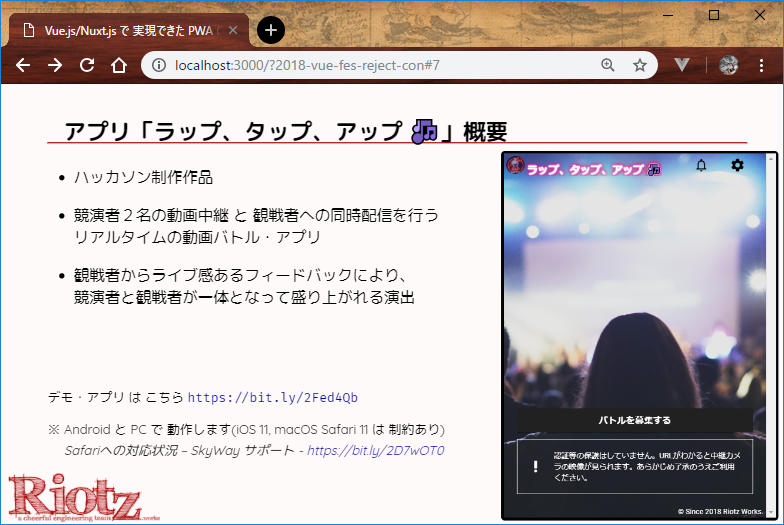 Vue.js/Nuxt.js で 実現できた PWA
localhost:3000/?2018-vue-fes-reject-con#7
アプリ「ラップ、タップ、アップ 」概要
ハッカソン制作作品
競演者２名の動画中継 と 観戦者への同時配信を行う
リアルタイムの動画バトル・アプリ
観戦者からライブ感あるフィードバックにより、
競演者と観戦者が一体となって盛り上がれる演出
デモ・アプリ は こちら https://bit.ly/2Fed4Qb
※ Android と PC で 動作します(iOS 11, macOS Safari 11 は 制約あり)
Safariへの対応状況 – SkyWay サポート - https://bit.ly/2D7wOT0
Riotz
a cheerful engineering team
.works
ラップ、タップ、アップ
バトルを募集する
認証等の保護はしていません。URLがわかると中継カメ
ラの映像が見られます。あらかじめ了承のうえご利用
ください。
© Since 2018 Riotz Works.